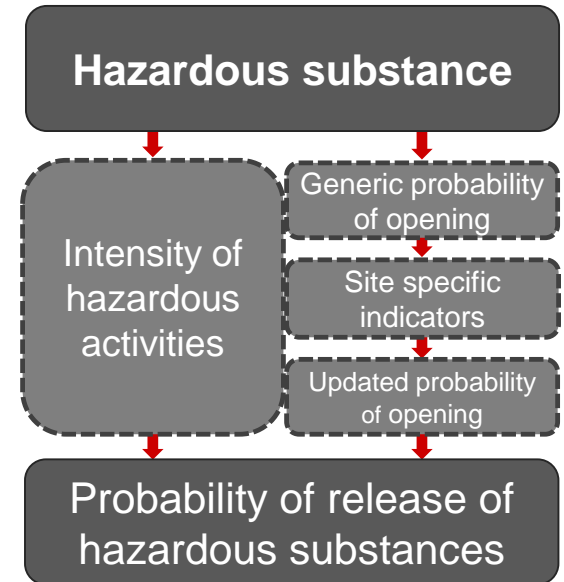 Hazardous substance
Intensity of
hazardous
activities
Generic probability
of opening
Site specific
indicators
Updated probability
of opening
Probability of release of
hazardous substances